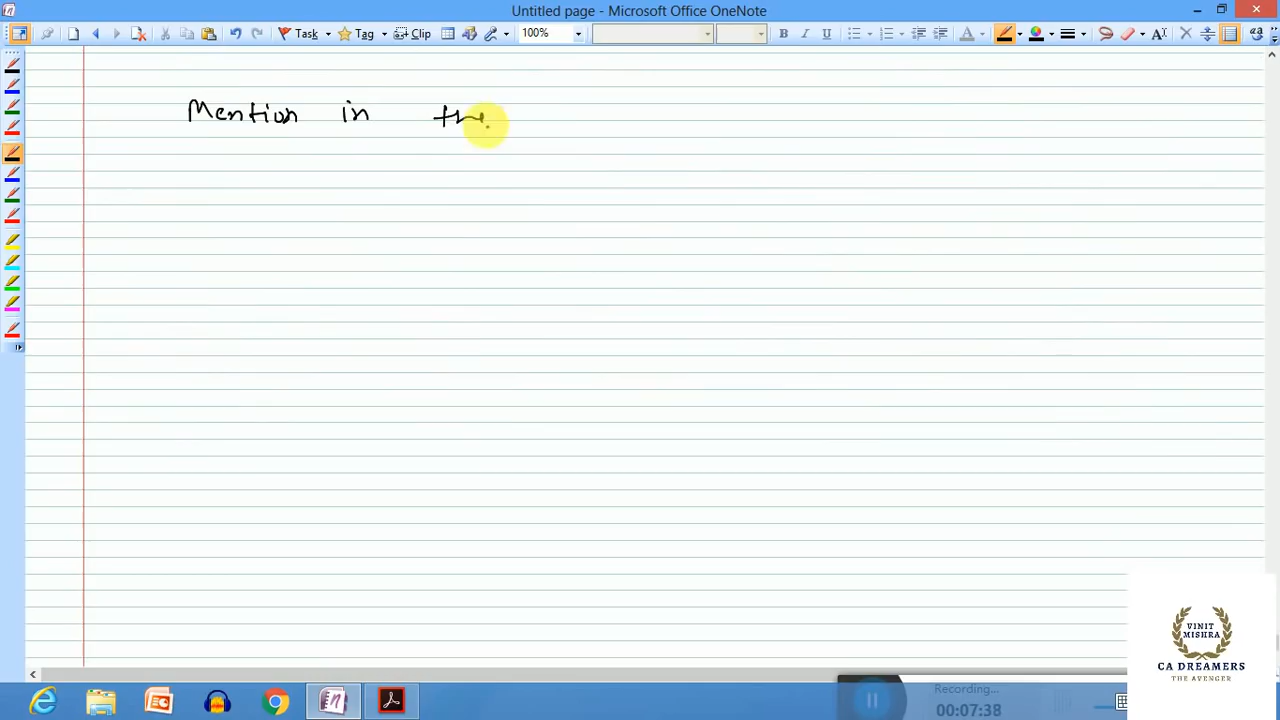 Untitled page - Microsoft Office OneNote
Task Tag Clip 100% B I U
Mention in the
VINIT
MISHRA
CA DREAMERS
THE AVENGER
Recording...
00:07:38